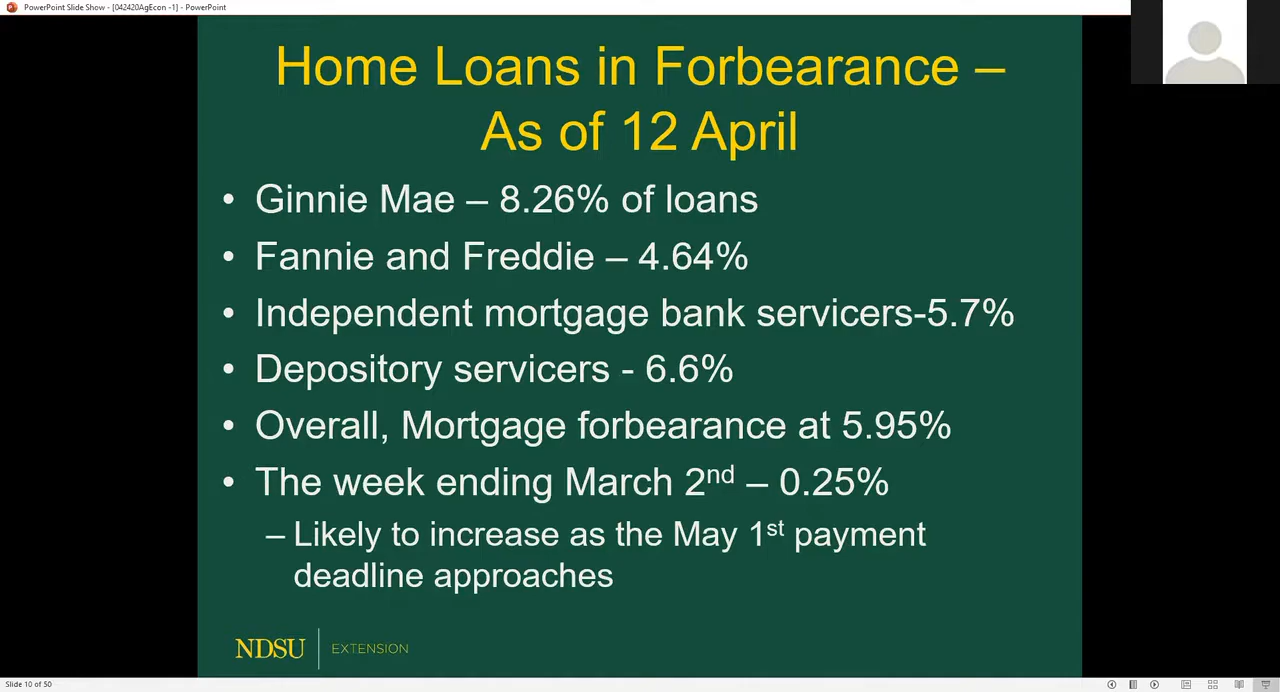 PowerPoint Slide Show - [042420AgEcon -1] - PowerPoint
Home Loans in Forbearance –
As of 12 April
• Ginnie Mae – 8.26% of loans
• Fannie and Freddie – 4.64%
• Independent mortgage bank servicers-5.7%
• Depository servicers - 6.6%
• Overall, Mortgage forbearance at 5.95%
• The week ending March 2nd – 0.25%
– Likely to increase as the May 1st payment
deadline approaches
NDSU EXTENSION
Slide 10 of 50